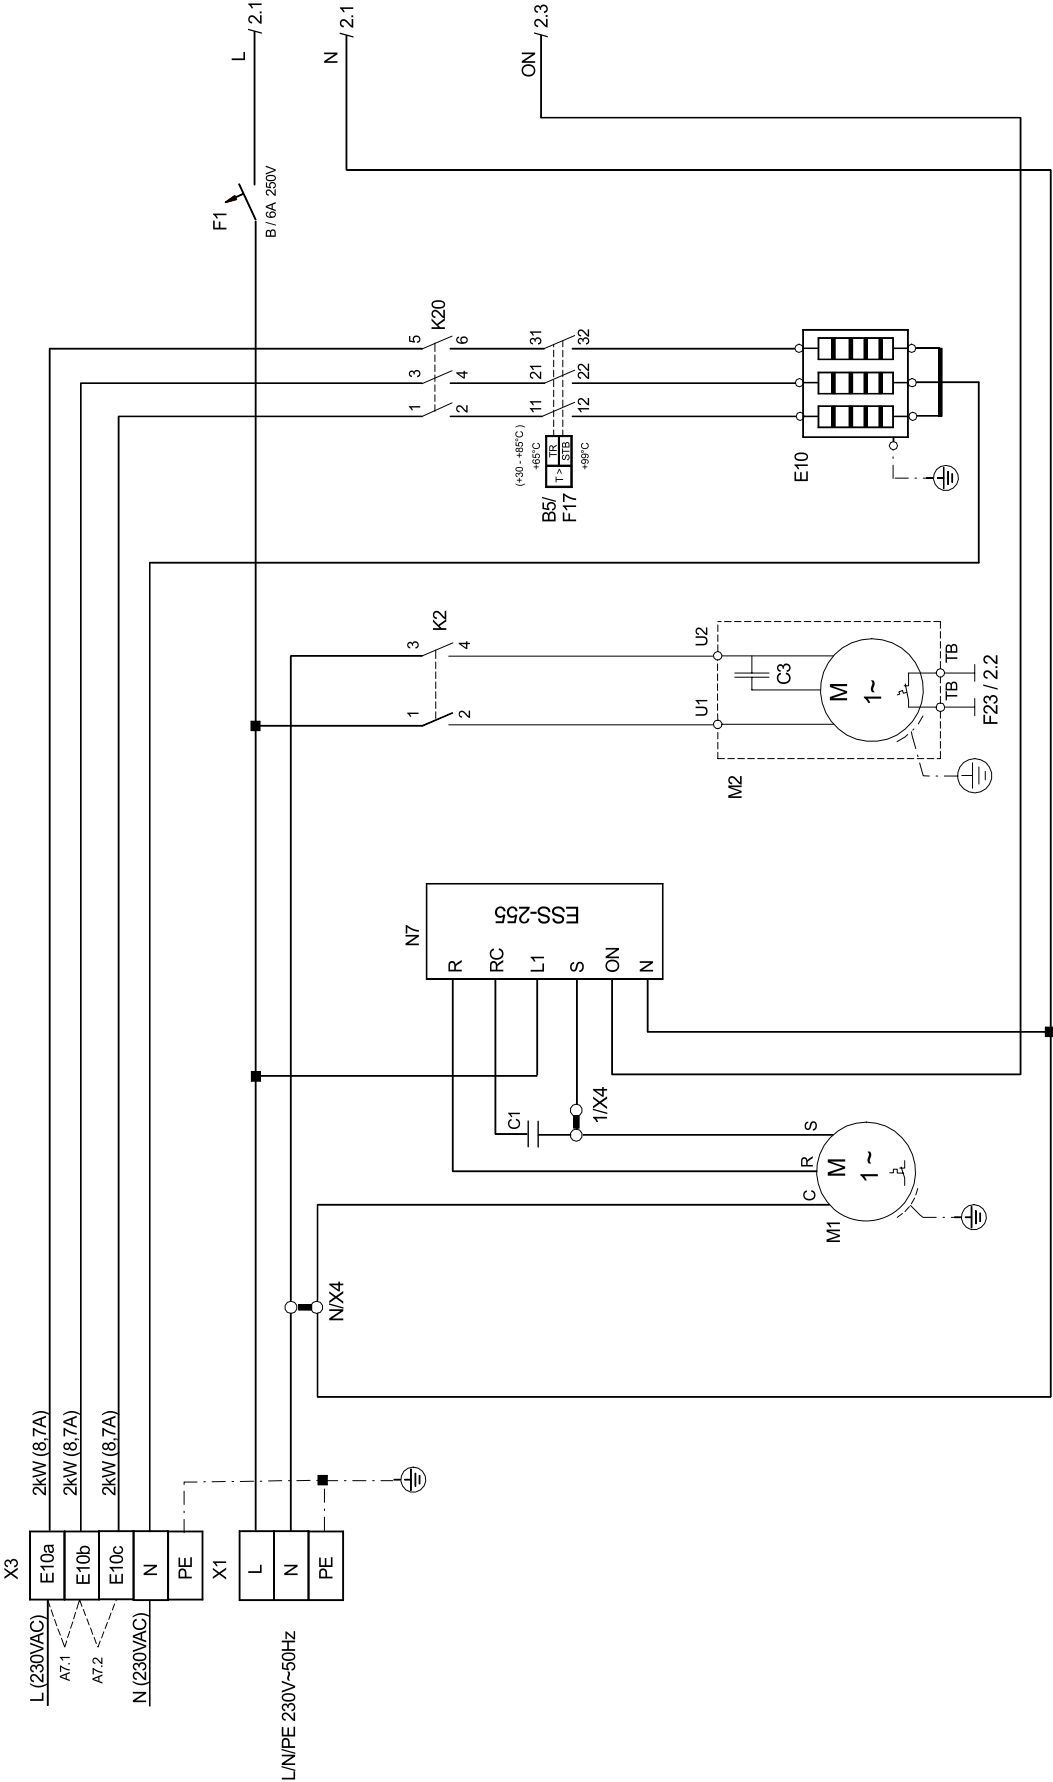 L / 2.1
N / 2.1
ON / 2.3
F1
B / 6A 250V
K20
5 6
3 4
1 2
31 32
21 22
11 12
(+30 - +85°C )
+65°C
TR
STB
T >
+99°C
B5/
F17
E10
K2
3 4
1 2
U2
U1
C3
M
1~
TB
TB
F23 / 2.2
M2
N7
ESS-255
R
RC
L1
S
ON
N
C1
1/X4
S
R
C
M
1~
M1
N/X4
2kW (8,7A)
2kW (8,7A)
2kW (8,7A)
X3
E10a
E10b
E10c
N
PE
X1
L
N
PE
L (230VAC)
A7.1
A7.2
N (230VAC)
L/N/PE 230V~50Hz